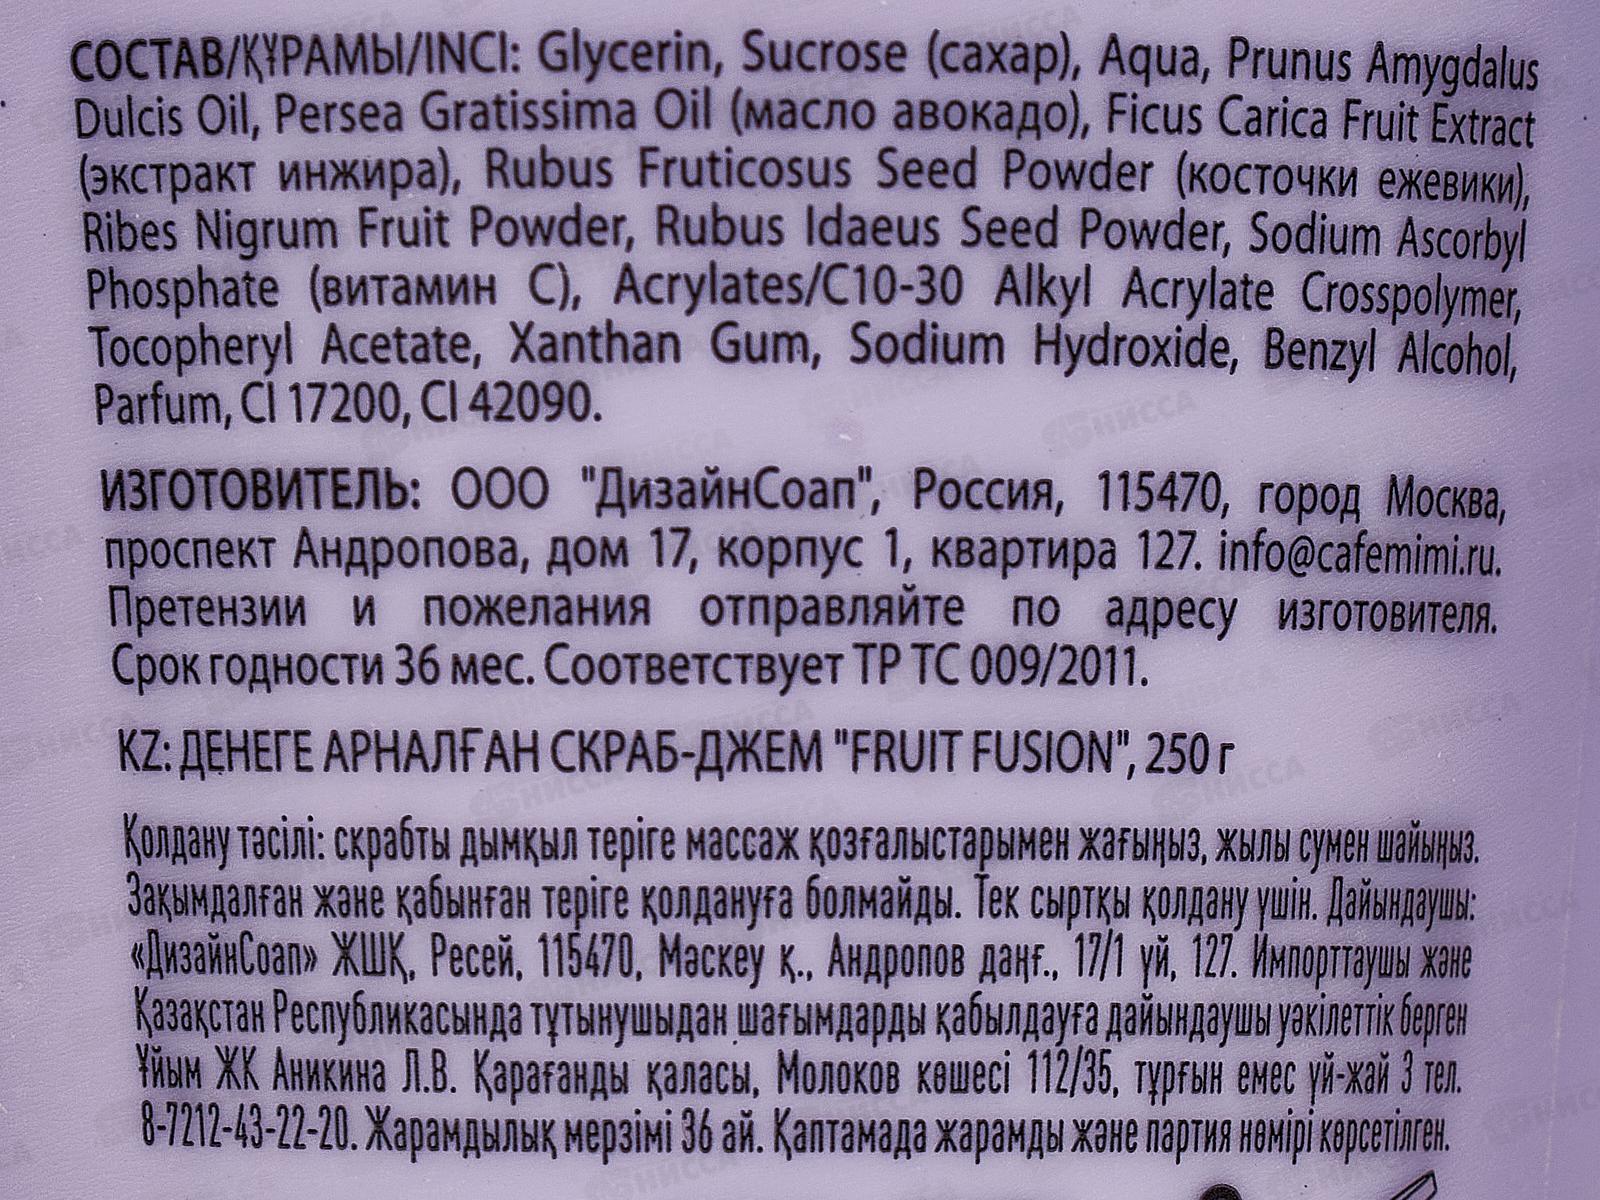 СОСТАВ/ҚҰРАМЫ/INCI: Glycerin, Sucrose (сахар), Aqua, Prunus Amygdalus
Dulcis Oil, Persea Gratissima Oil (масло авокадо), Ficus Carica Fruit Extract
(экстракт инжира), Rubus Fruticosus Seed Powder (косточки ежевики),
Ribes Nigrum Fruit Powder, Rubus Idaeus Seed Powder, Sodium Ascorbyl
Phosphate (витамин С), Acrylates/C10-30 Alkyl Acrylate Crosspolymer,
Tocopheryl Acetate, Xanthan Gum, Sodium Hydroxide, Benzyl Alcohol,
Parfum, CI 17200, CI 42090.
ИЗГОТОВИТЕЛЬ: ООО "ДизайнСоап", Россия, 115470, город Москва,
проспект Андропова, дом 17, корпус 1, квартира 127. info@cafemimi.ru.
Претензии и пожелания отправляйте по адресу изготовителя.
Срок годности 36 мес. Соответствует ТР ТС 009/2011.
KZ: ДЕНЕГЕ АРНАЛҒАН СКРАБ-ДЖЕМ "FRUIT FUSION", 250 г
Қолдану тәсілі: скрабты дымқыл теріге массаж қозғалыстарымен жағыңыз, жылы сумен шайыңыз.
Зақымдалған және қабынған теріге қолдануға болмайды. Тек сыртқы қолдану үшін. Дайындаушы:
«ДизайнСоап» ЖШҚ, Ресей, 115470, Мәскеу қ., Андропов даңғ., 17/1 үй, 127. Импорттаушы және
Қазақстан Республикасында тұтынушыдан шағымдарды қабылдауға дайындаушы уәкілеттік берген
Ұйым ЖК Аникина Л.В. Қарағанды қаласы, Молоков көшесі 112/35, тұрғын емес үй-жай 3 тел.
8-7212-43-22-20. Жарамдылық мерзімі 36 ай. Қаптамада жарамды және партия нөмірі көрсетілген.